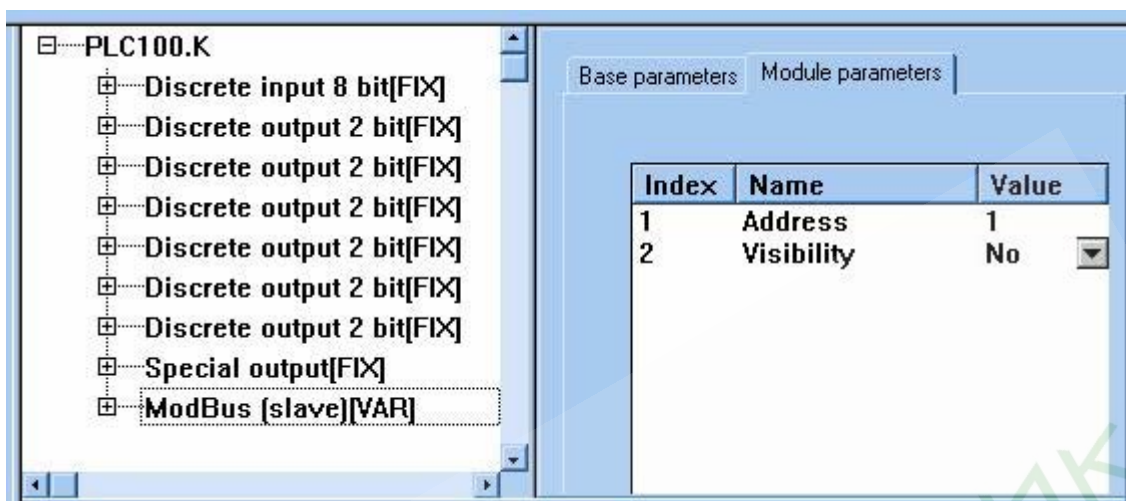 PLC100.K
Discrete input 8 bit[FIX]
Discrete output 2 bit[FIX]
Discrete output 2 bit[FIX]
Discrete output 2 bit[FIX]
Discrete output 2 bit[FIX]
Discrete output 2 bit[FIX]
Discrete output 2 bit[FIX]
Special output[FIX]
ModBus (slave)[VAR]
Base parameters Module parameters
Index Name Value
1 Address 1
2 Visibility No